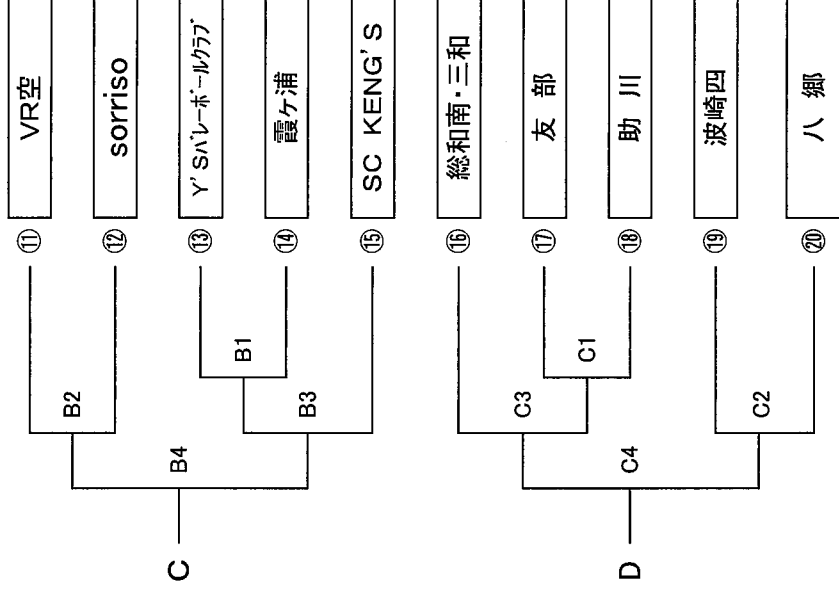 VR空
sorriso
Y'Sバレーボールクラブ
霞ヶ浦
SC KENG'S
総和南・三和
友部
助川
波崎四
八郷
⑪
⑫
⑬
⑭
⑮
⑯
⑰
⑱
⑲
⑳
B1
C1
B2
B3
C3
C2
B4
C4
C
D